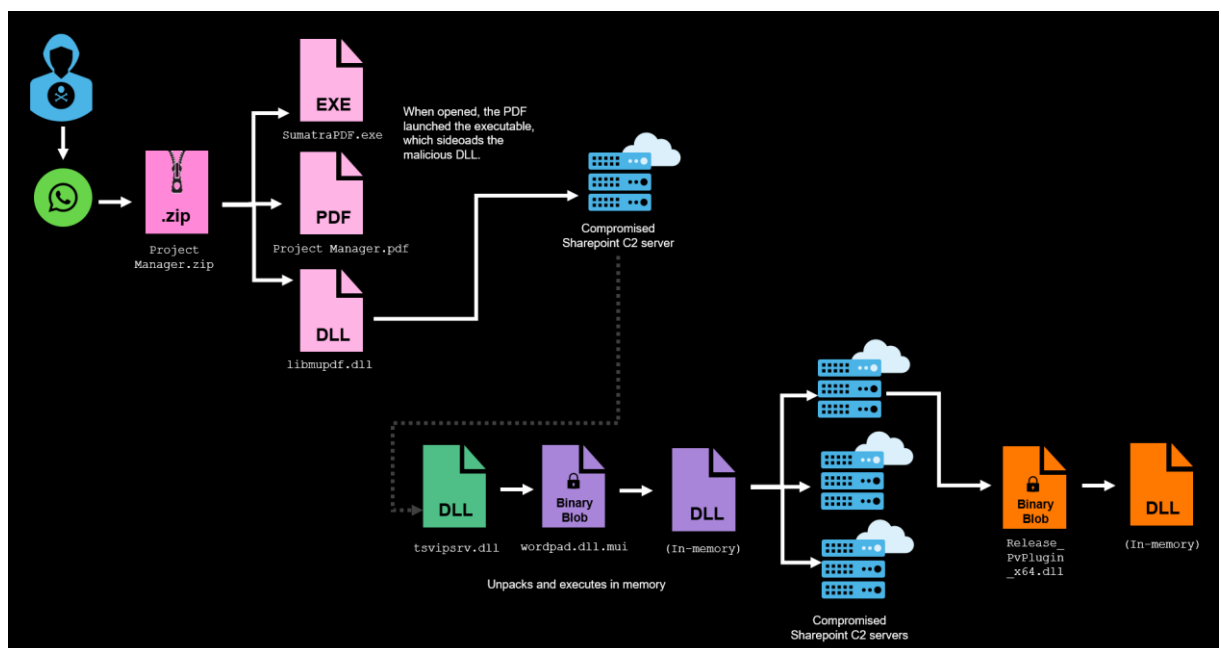 EXE
SumatraPDF.exe
When opened, the PDF
launched the executable,
which sideoads the
malicious DLL.
.zip
Project
Manager.zip
PDF
Project Manager.pdf
DLL
libmupdf.dll
Compromised
Sharepoint C2 server
DLL
tsvipsrv.dll
Binary
Blob
wordpad.dll.mui
DLL
(In-memory)
Unpacks and executes in memory
Compromised
Sharepoint C2 servers
Binary
Blob
Release_
PvPlugin
_x64.dll
DLL
(In-memory)